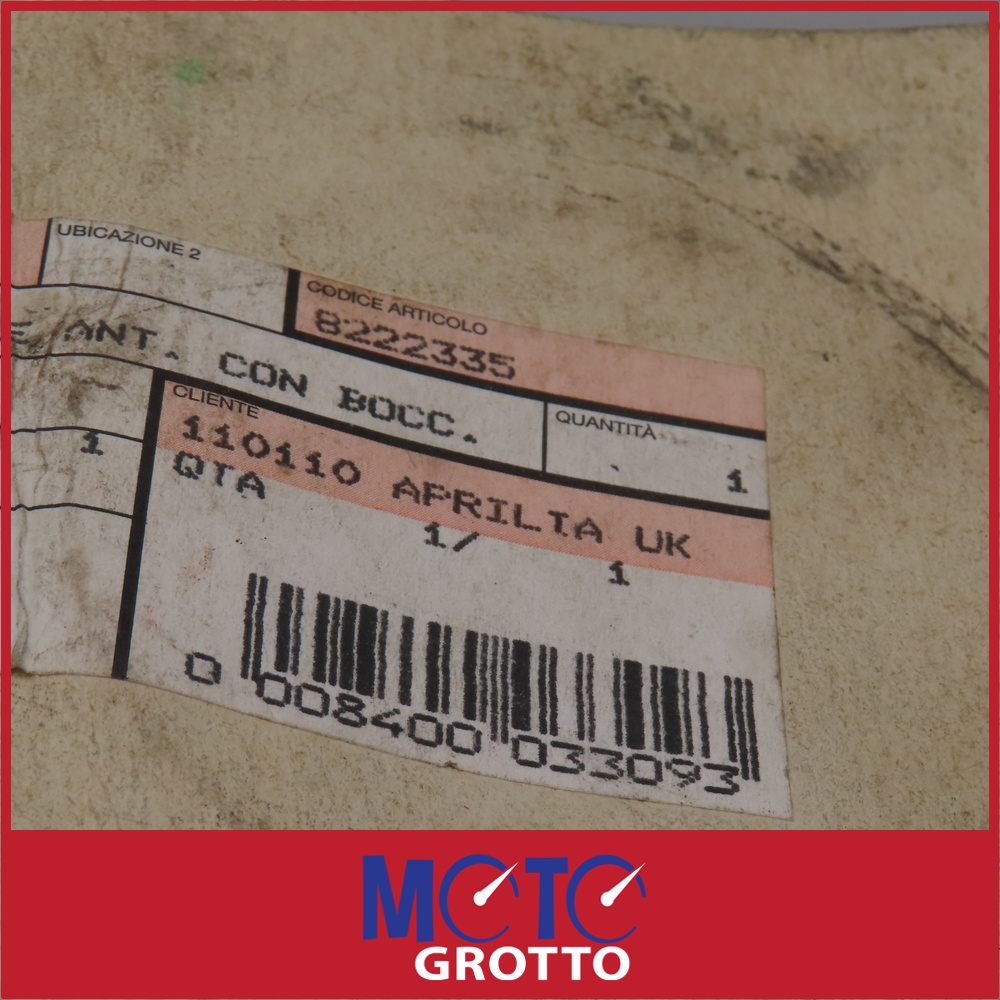 UBICAZIONE 2
CODICE ARTICOLO
8222335
E ANT. CON BOCC.
QUANTITÀ
1
CLIENTE
110110 APRILIA UK
1
QTA 1/ 1
0 008400 033093
MOTO
GROTTO